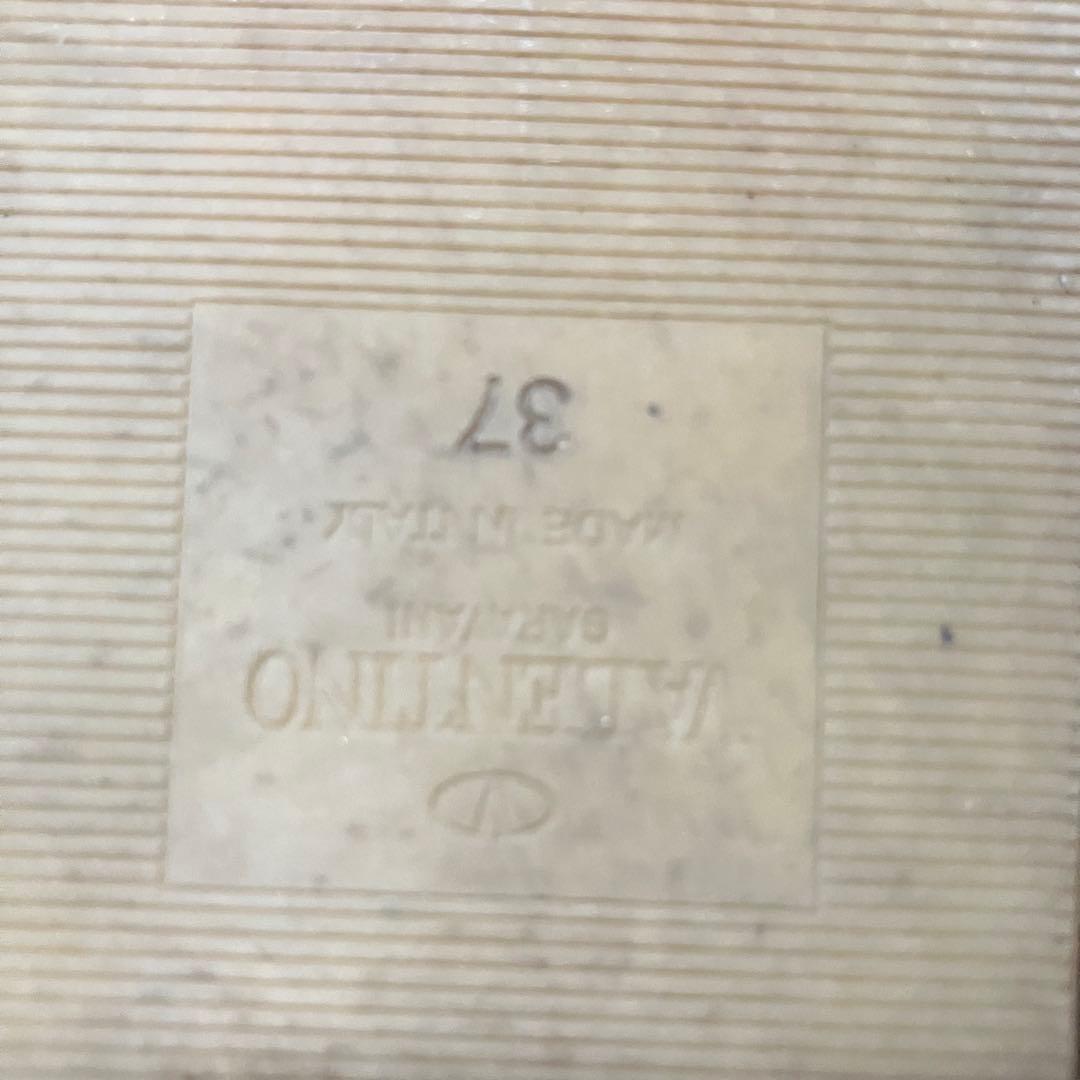 VALENTINO
GARAVANI
MADE IN ITALY
37